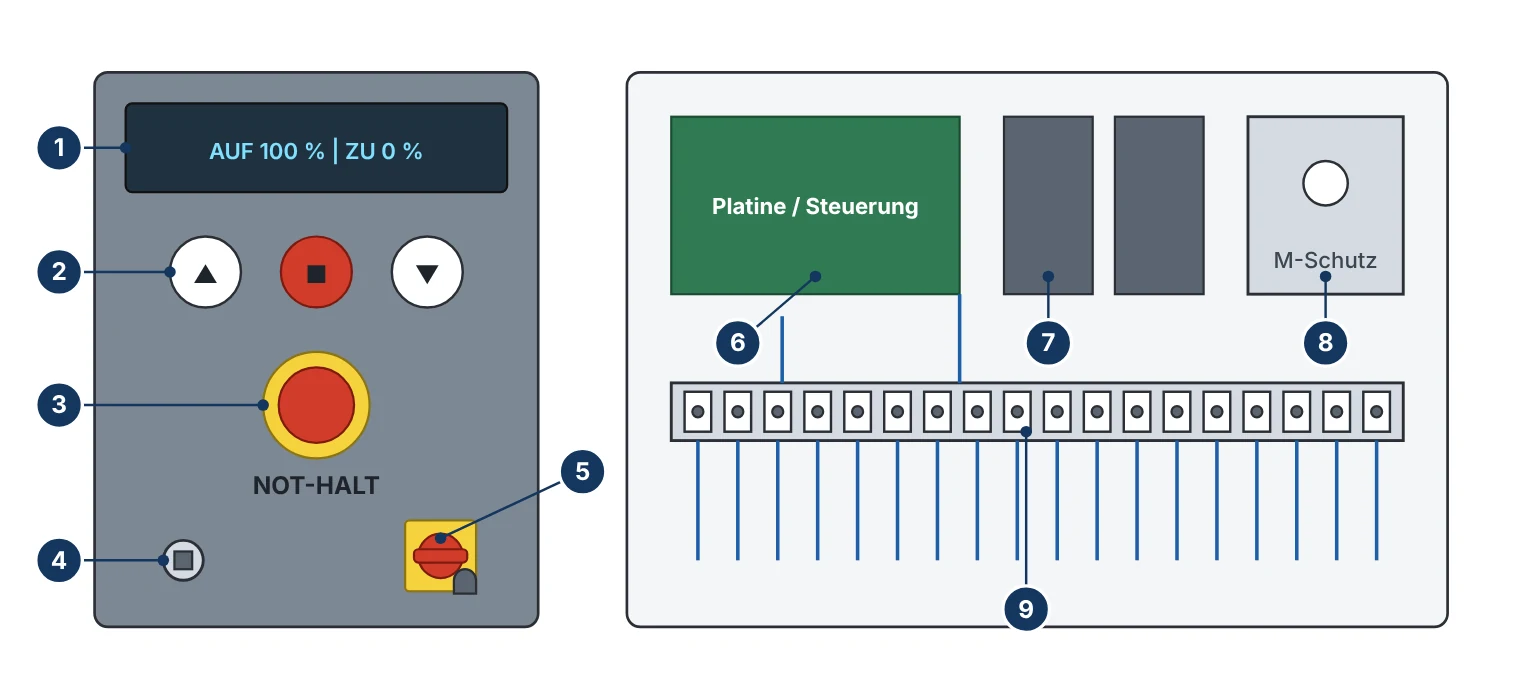 1
AUF 100 % | ZU 0 %
2
3
NOT-HALT
4
5
Platine / Steuerung
M-Schutz
6
7
8
9